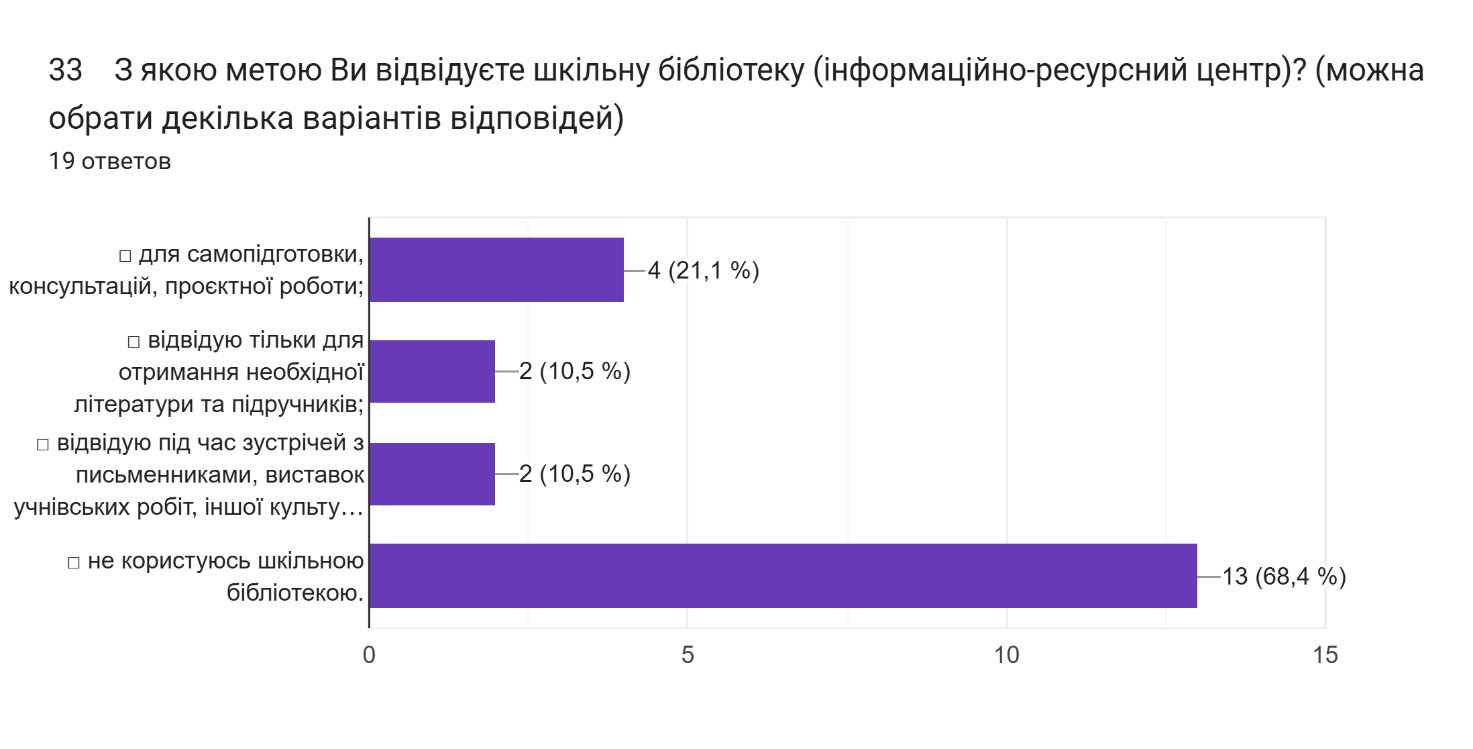 33 З якою метою Ви відвідуєте шкільну бібліотеку (інформаційно-ресурсний центр)? (можна
обрати декілька варіантів відповідей)
19 ответов
□ для самопідготовки,
консультацій, проєктної роботи;
4 (21,1 %)
□ відвідую тільки для
отримання необхідної
літератури та підручників;
2 (10,5 %)
□ відвідую під час зустрічей з
письменниками, виставок
учнівських робіт, іншої культу…
2 (10,5 %)
□ не користуюсь шкільною
бібліотекою.
13 (68,4 %)
0 5 10 15